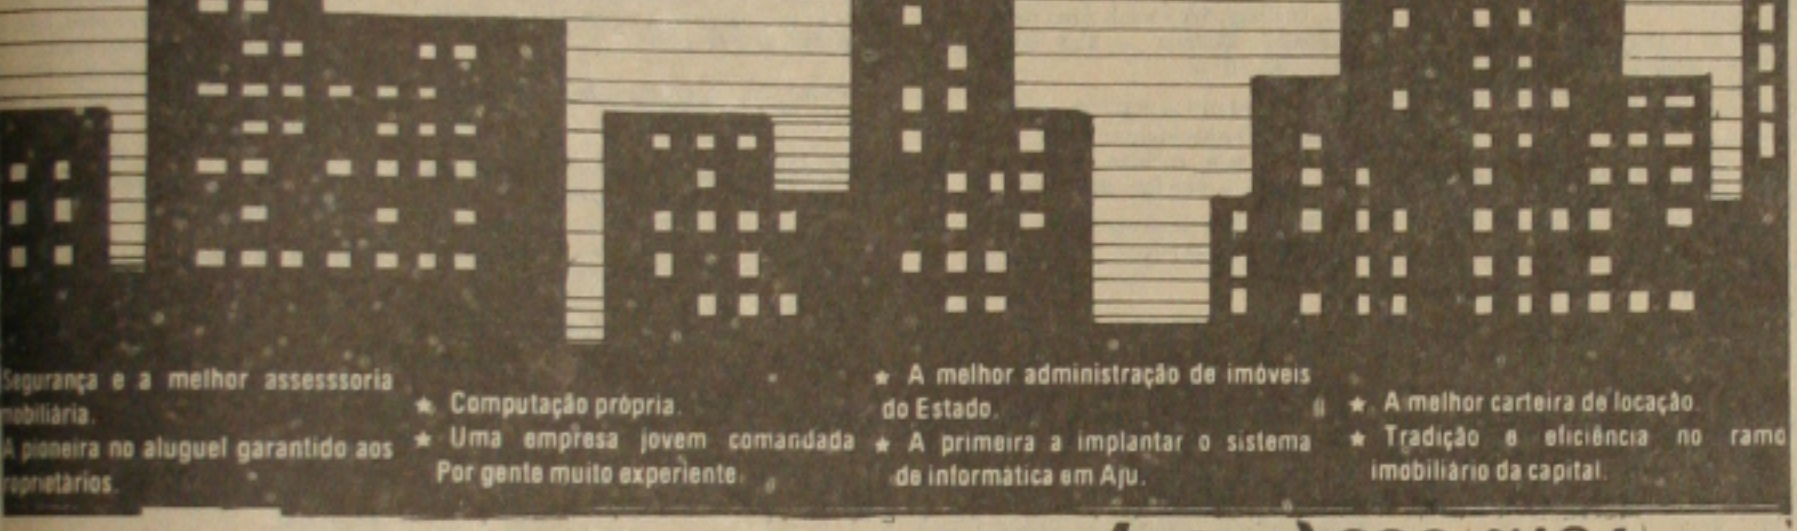 Segurança e a melhor assesssoria
mobiliária.
A pioneira no aluguel garantido aos
roprietários.
★ Computação própria.
★ Uma empresa jovem comandada
Por gente muito experiente.
★ A melhor administração de imóveis
do Estado.
★ A primeira a implantar o sistema
de informática em Aju.
★ A melhor carteira de locação.
★ Tradição e eficiência no ramo
imobiliário da capital.